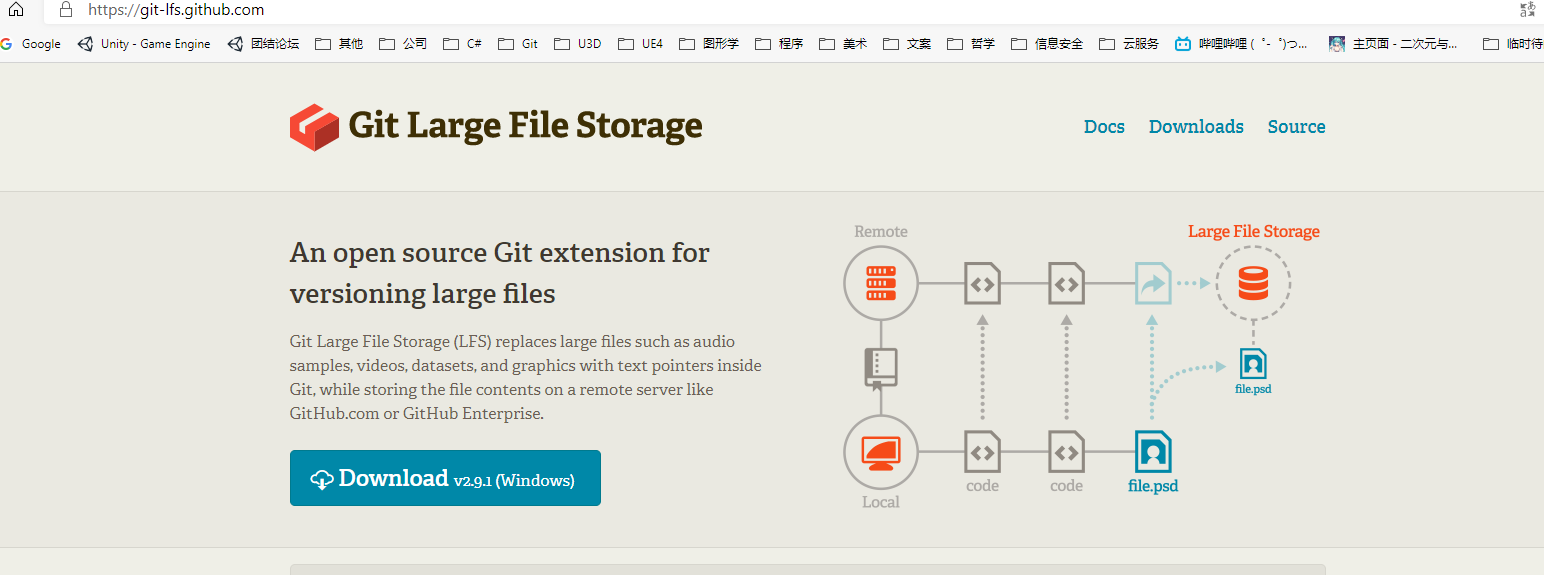 https://git-lfs.github.com
Google Unity - Game Engine 团结论坛 其他 公司 C# Git U3D UE4 图形学 程序 美术 文案 哲学 信息安全 云服务 哔哩哔哩 ( ゜- ゜)つ... 主页面 - 二次元与... 临时待
Git Large File Storage
Docs Downloads Source
An open source Git extension for
versioning large files
Git Large File Storage (LFS) replaces large files such as audio
samples, videos, datasets, and graphics with text pointers inside
Git, while storing the file contents on a remote server like
GitHub.com or GitHub Enterprise.
Download v2.9.1 (Windows)
Remote
Large File Storage
file.psd
code
code
file.psd
Local